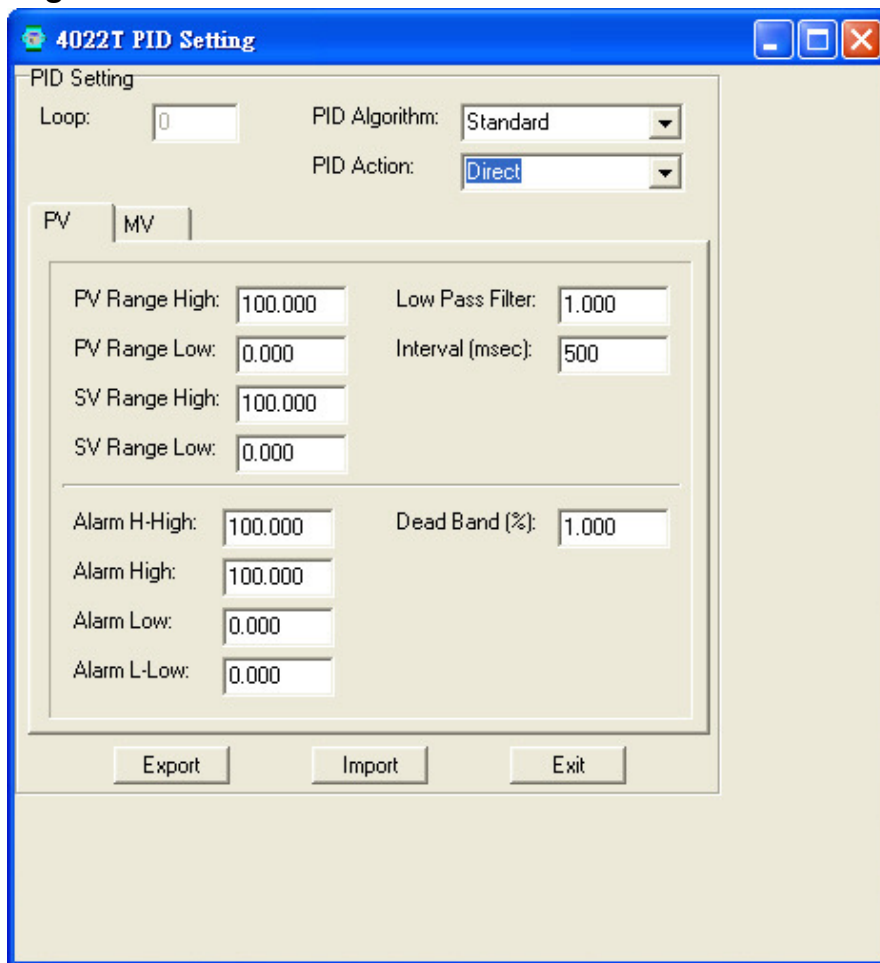 4022T PID Setting
PID Setting
Loop: 0 PID Algorithm: Standard
PID Action: Direct
PV MV
PV Range High: 100.000 Low Pass Filter: 1.000
PV Range Low: 0.000 Interval (msec): 500
SV Range High: 100.000
SV Range Low: 0.000
Alarm H-High: 100.000 Dead Band (%): 1.000
Alarm High: 100.000
Alarm Low: 0.000
Alarm L-Low: 0.000
Export Import Exit